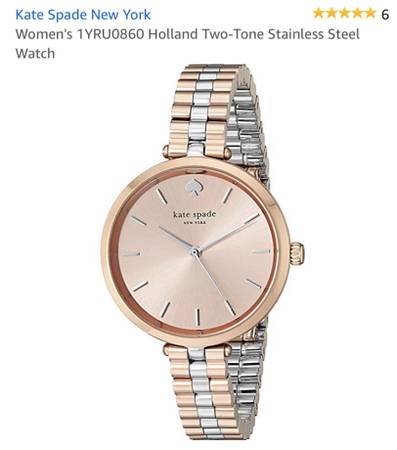 Kate Spade New York
6
Women's 1YRU0860 Holland Two-Tone Stainless Steel
Watch
kate spade
NEW YORK